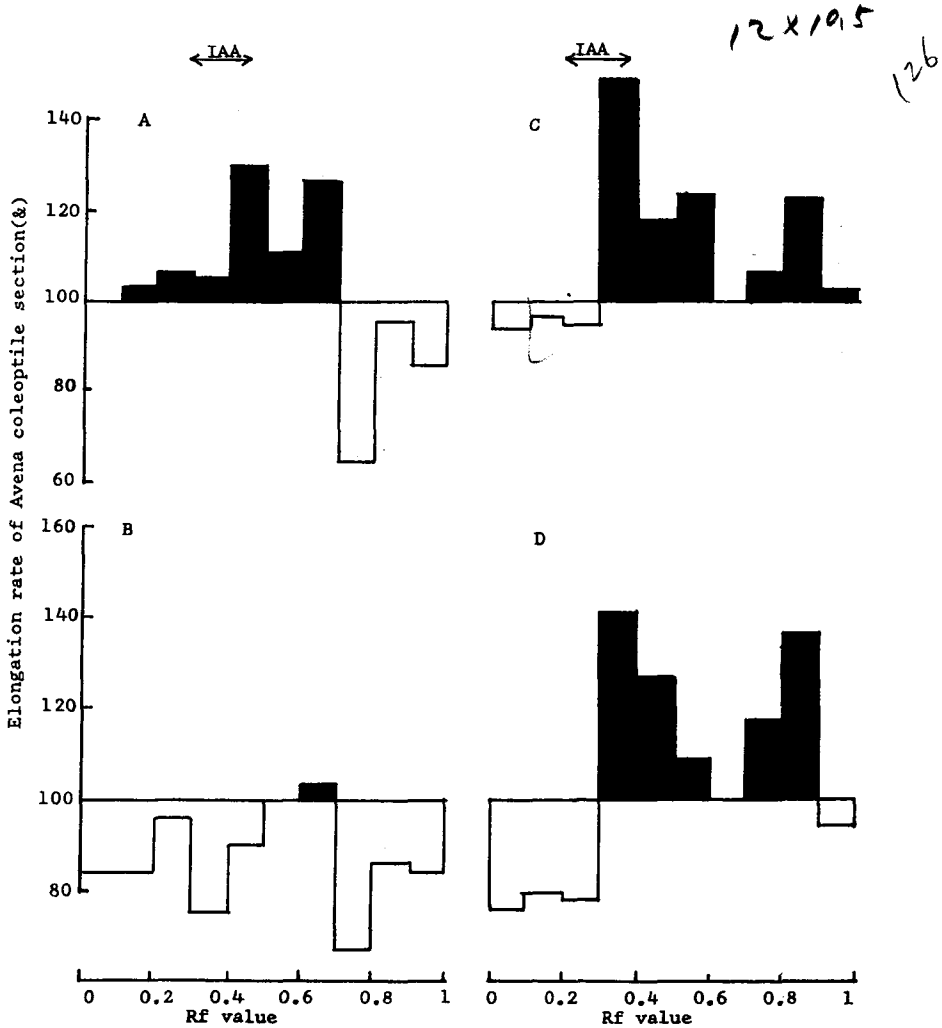 12 x 10,5
126
IAA
IAA
A
C
140
120
100
80
60
Elongation rate of Avena coleoptile section(&)
B
D
160
140
120
100
80
0 0.2 0.4 0.6 0.8 1
Rf value
0 0.2 0.4 0.6 0.8 1
Rf value